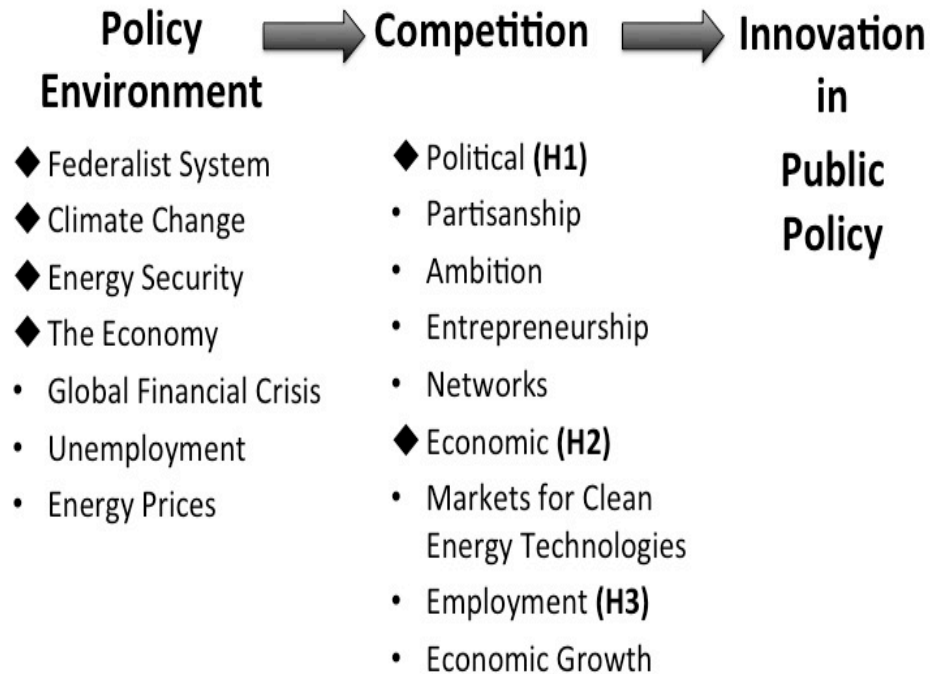 Policy
Environment
◆ Federalist System
◆ Climate Change
◆ Energy Security
◆ The Economy
• Global Financial Crisis
• Unemployment
• Energy Prices
Competition
◆ Political (H1)
• Partisanship
• Ambition
• Entrepreneurship
• Networks
◆ Economic (H2)
• Markets for Clean
Energy Technologies
• Employment (H3)
• Economic Growth
Innovation
in
Public
Policy